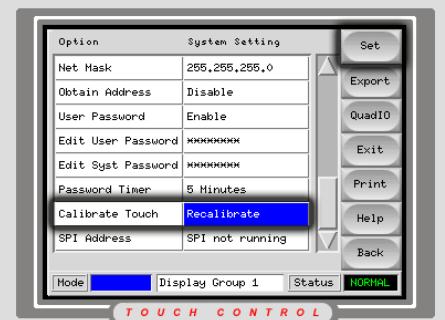 Option System Setting Set
Net Mask 255.255.255.0
Export
Obtain Address Disable
User Password Enable QuadIO
Edit User Password ********
Exit
Edit Syst Password ********
Password Timer 5 Minutes Print
Calibrate Touch Recalibrate Help
SPI Address SPI not running
Back
Mode Display Group 1 Status NORMAL
TOUCH CONTROL